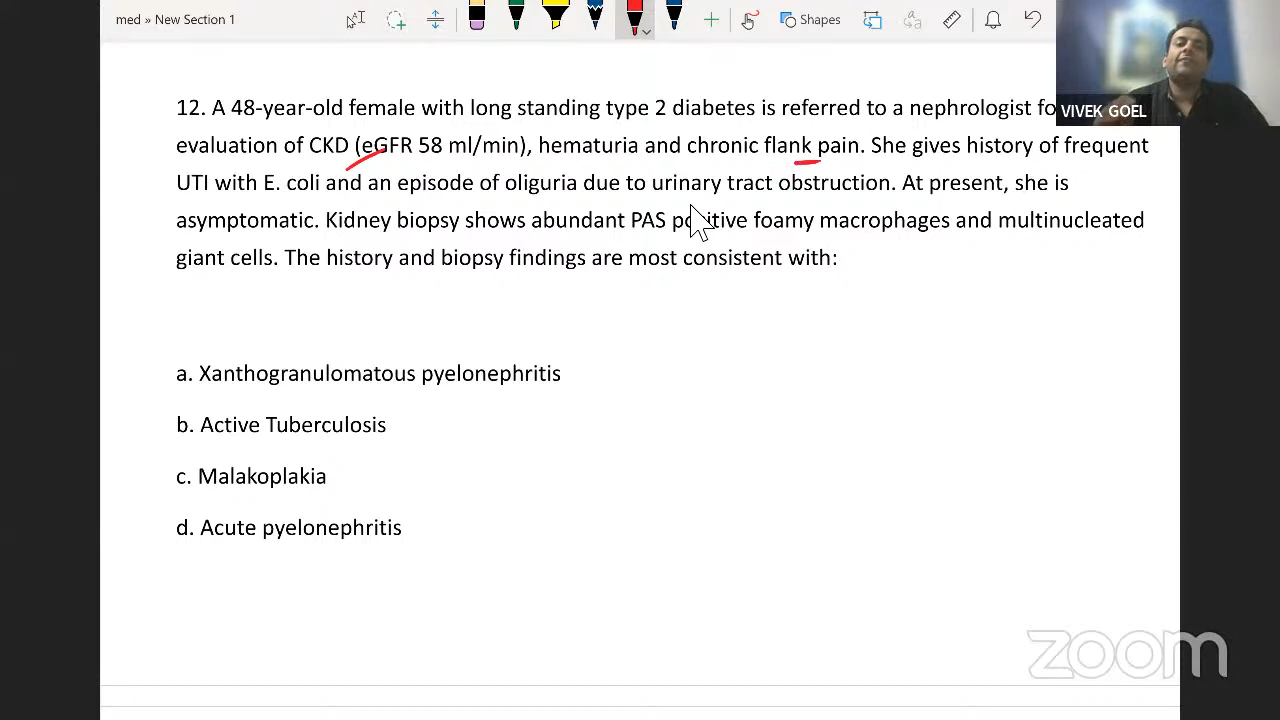 med » New Section 1
Shapes
VIVEK GOEL
12. A 48-year-old female with long standing type 2 diabetes is referred to a nephrologist
evaluation of CKD (eGFR 58 ml/min), hematuria and chronic flank pain. She gives history of frequent
UTI with E. coli and an episode of oliguria due to urinary tract obstruction. At present, she is
asymptomatic. Kidney biopsy shows abundant PAS positive foamy macrophages and multinucleated
giant cells. The history and biopsy findings are most consistent with:
a. Xanthogranulomatous pyelonephritis
b. Active Tuberculosis
c. Malakoplakia
d. Acute pyelonephritis
zoom